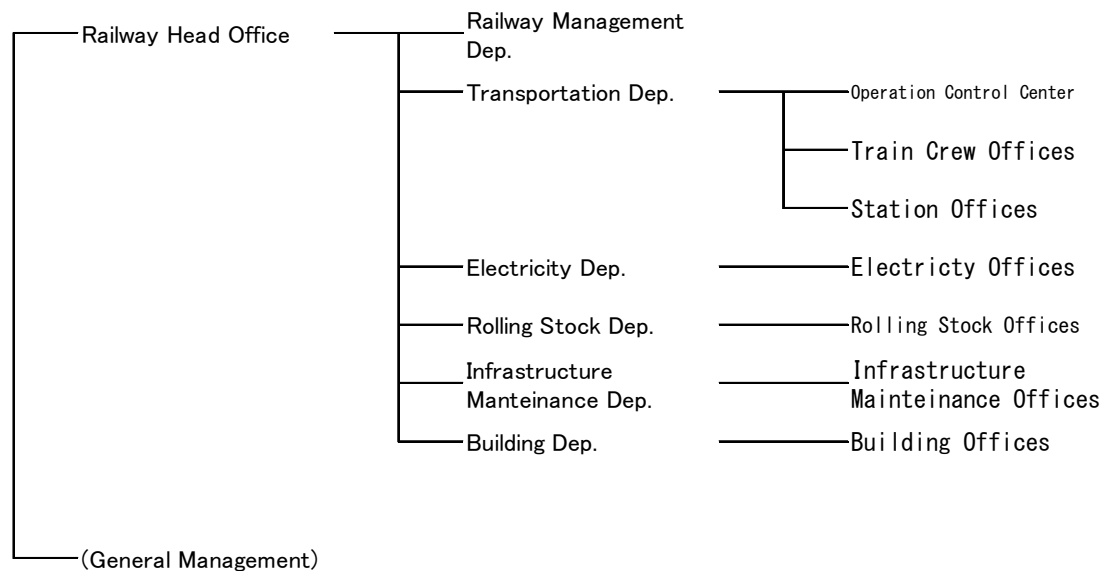 Railway Head Office
Railway Management
Dep.
Transportation Dep.
Operation Control Center
Train Crew Offices
Station Offices
Electricity Dep.
Electricty Offices
Rolling Stock Dep.
Rolling Stock Offices
Infrastructure
Manteinance Dep.
Infrastructure
Mainteinance Offices
Building Dep.
Building Offices
(General Management)